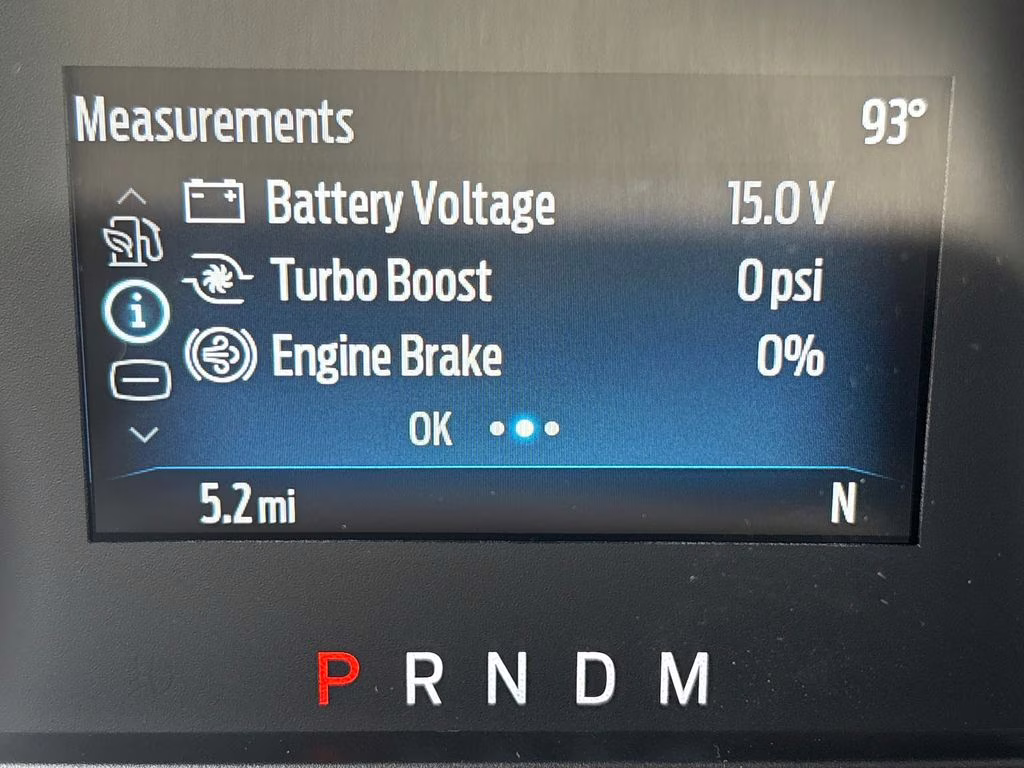 Measurements 93°
Battery Voltage 15.0 V
Turbo Boost 0 psi
i
Engine Brake 0%
OK
5.2 mi N
P R N D M